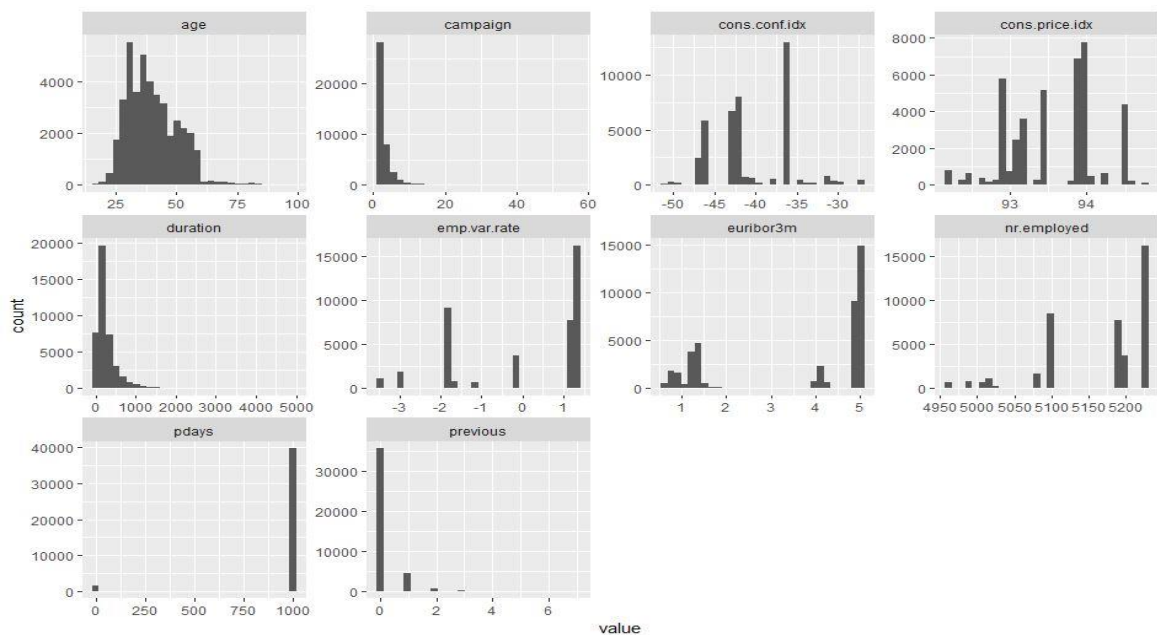 age campaign cons.conf.idx cons.price.idx
4000
2000
0
25 50 75 100
20000
10000
0
0 20 40 60
10000
5000
0
-50 -45 -40 -35 -30
8000
6000
4000
2000
0
93 94
duration emp.var.rate euribor3m nr.employed
20000
15000
10000
5000
0
0 1000 2000 3000 4000 5000
15000
10000
5000
0
-3 -2 -1 0 1
15000
10000
5000
0
1 2 3 4 5
15000
10000
5000
0
4950 5000 5050 5100 5150 5200
count
pdays previous
40000
30000
20000
10000
0
0 250 500 750 1000
30000
20000
10000
0
0 2 4 6
value